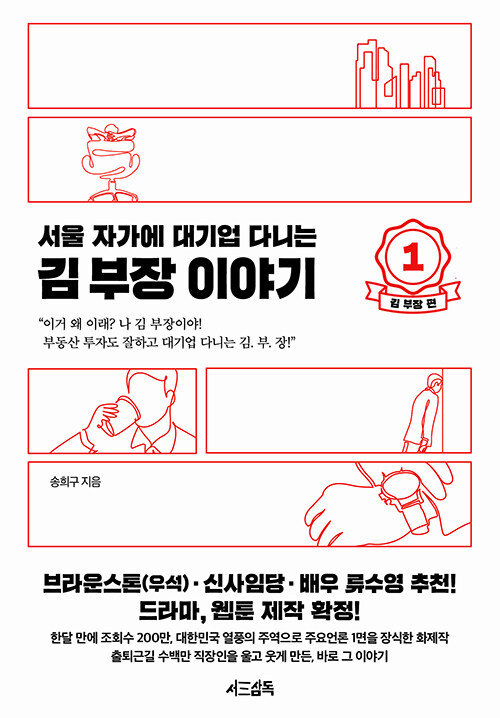 서울 자가에 대기업 다니는
김 부장 이야기
1
김 부장 편
“이거 왜 이래? 나 김 부장이야!
부동산 투자도 잘하고 대기업 다니는 김. 부. 장!”
송희구 지음
브라운스톤(우석)·신사임당·배우 류수영 추천!
드라마, 웹툰 제작 확정!
한달 만에 조회수 200만, 대한민국 열풍의 주역으로 주요언론 1면을 장식한 화제작
출퇴근길 수백만 직장인을 울고 웃게 만든, 바로 그 이야기
서삼독